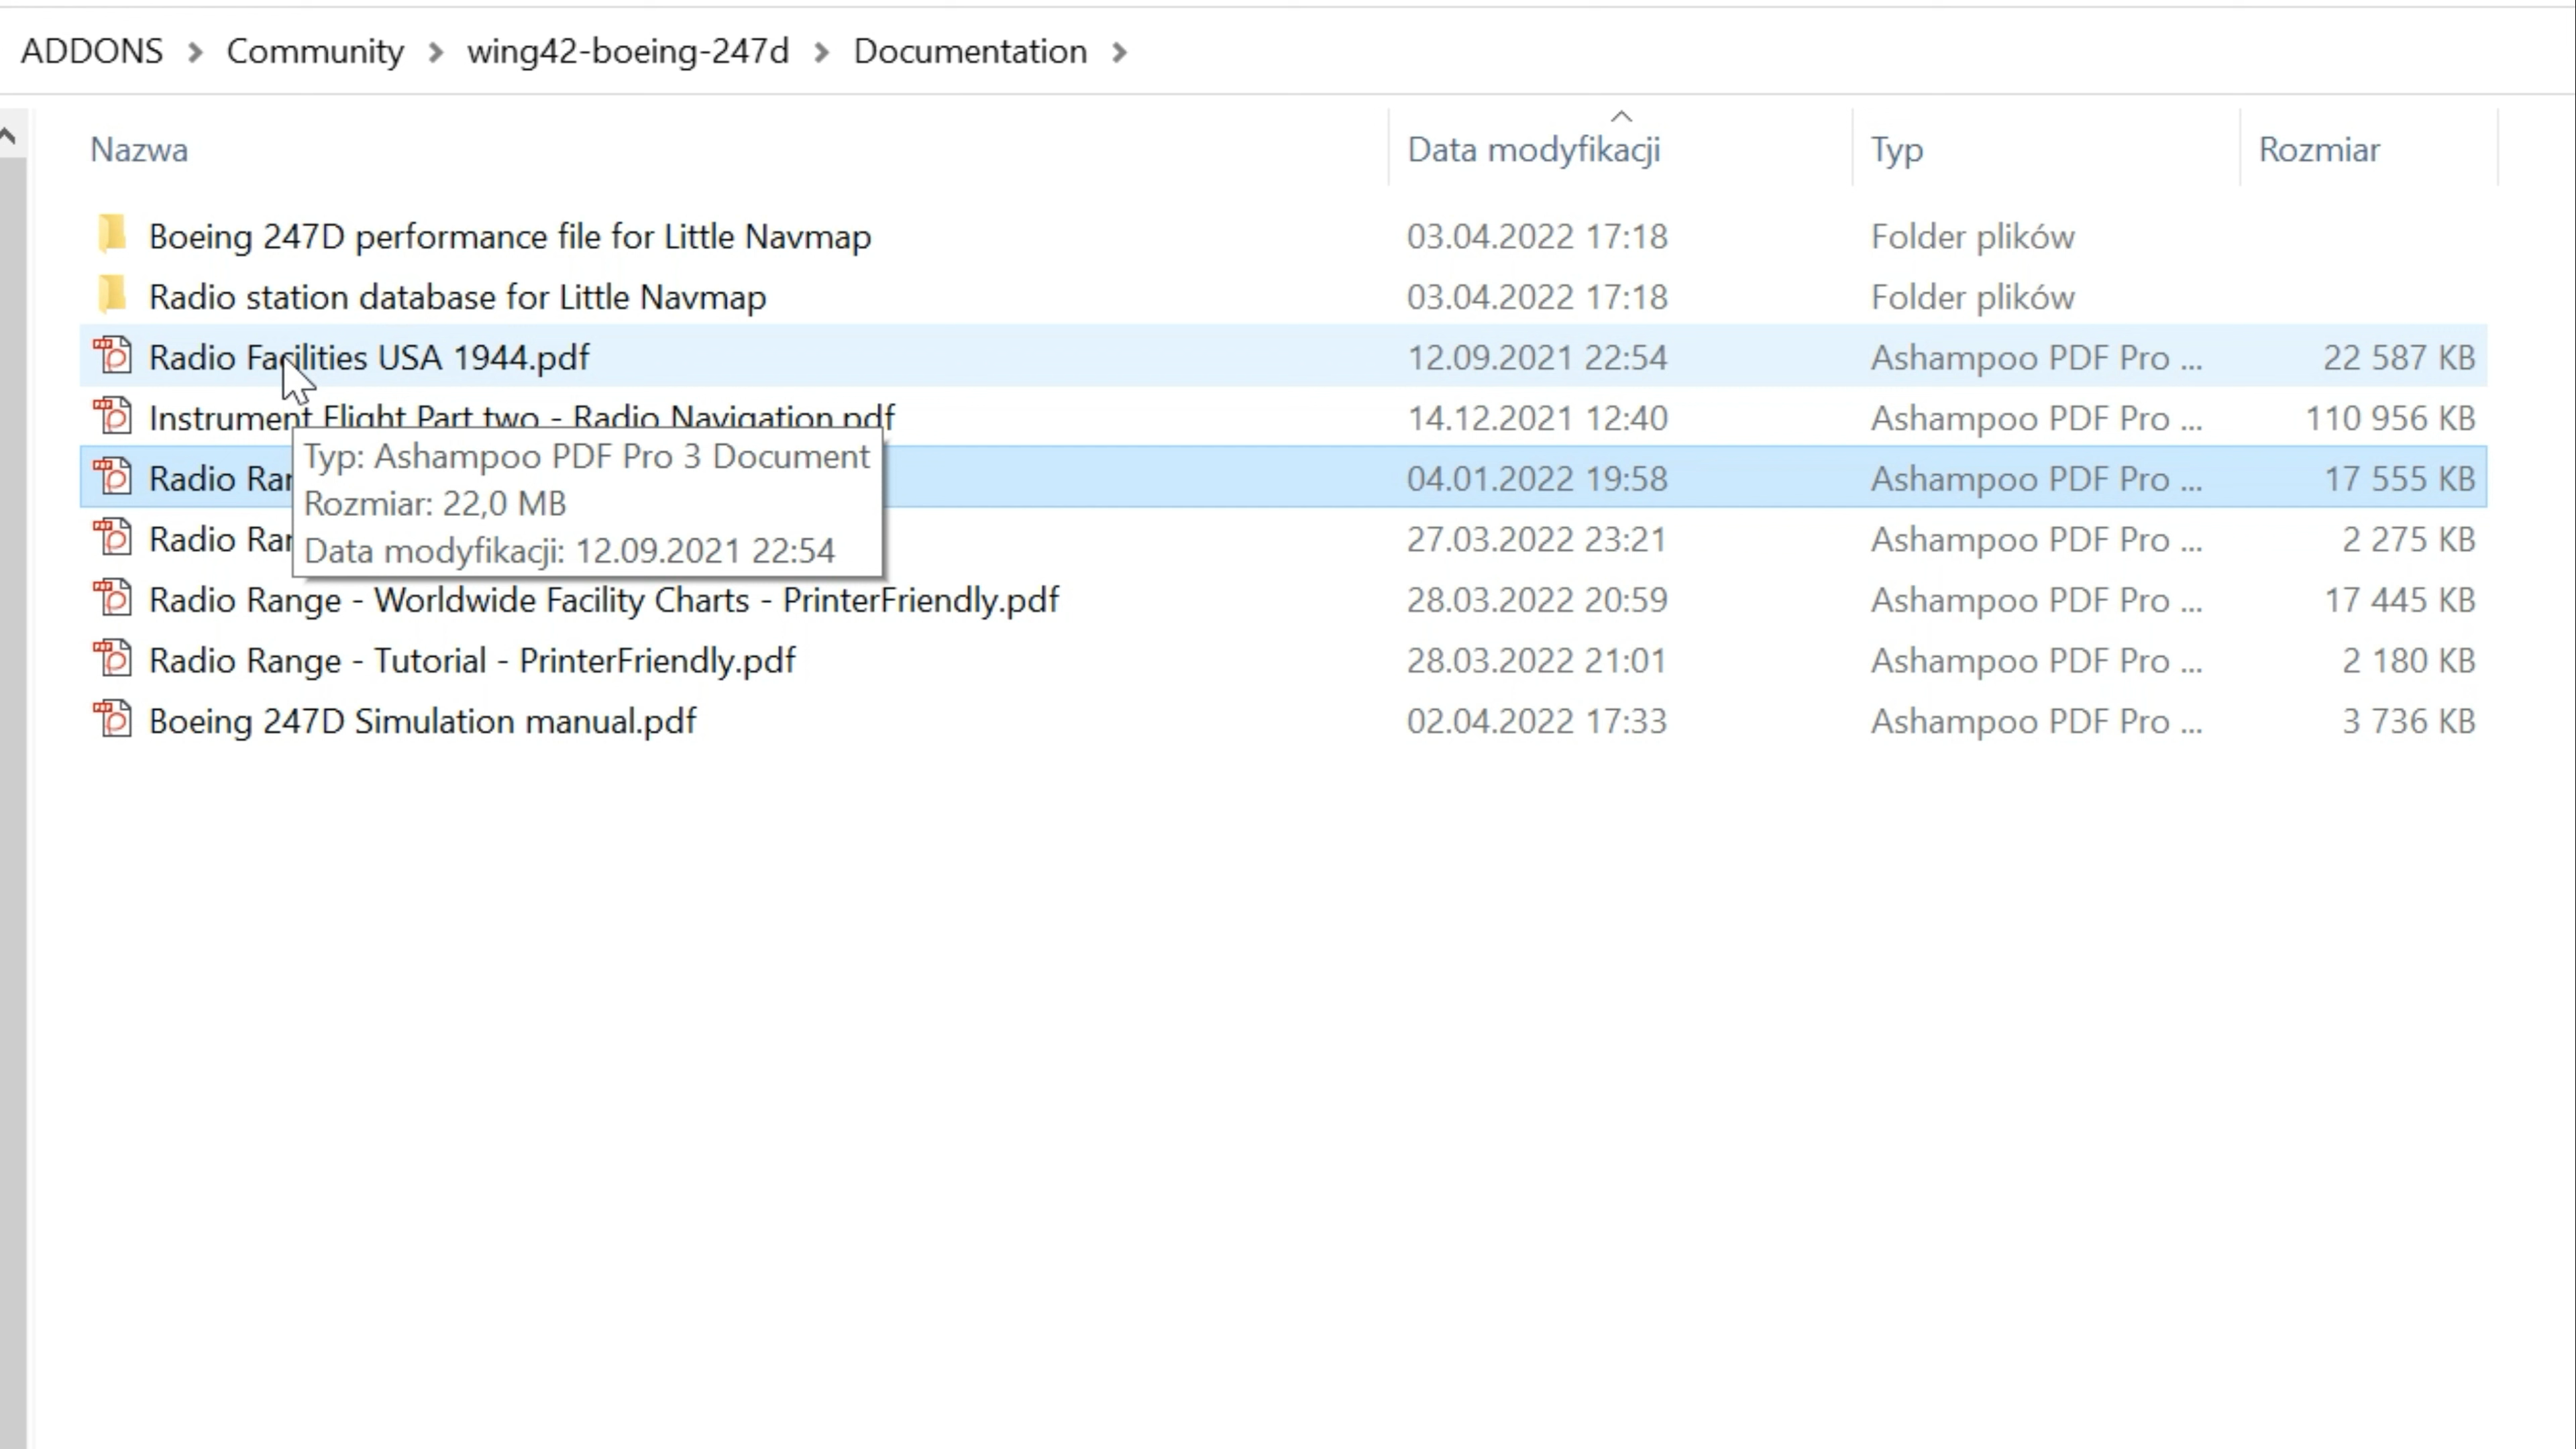 ADDONS > Community > wing42-boeing-247d > Documentation >
Nazwa Data modyfikacji Typ Rozmiar
Boeing 247D performance file for Little Navmap 03.04.2022 17:18 Folder plików
Radio station database for Little Navmap 03.04.2022 17:18 Folder plików
Radio Facilities USA 1944.pdf 12.09.2021 22:54 Ashampoo PDF Pro ... 22 587 KB
Instrument Flight Part two - Radio Navigation.pdf 14.12.2021 12:40 Ashampoo PDF Pro ... 110 956 KB
Typ: Ashampoo PDF Pro 3 Document
Rozmiar: 22,0 MB
Data modyfikacji: 12.09.2021 22:54
Radio 04.01.2022 19:58 Ashampoo PDF Pro ... 17 555 KB
Radio 27.03.2022 23:21 Ashampoo PDF Pro ... 2 275 KB
Radio Range - Worldwide Facility Charts - PrinterFriendly.pdf 28.03.2022 20:59 Ashampoo PDF Pro ... 17 445 KB
Radio Range - Tutorial - PrinterFriendly.pdf 28.03.2022 21:01 Ashampoo PDF Pro ... 2 180 KB
Boeing 247D Simulation manual.pdf 02.04.2022 17:33 Ashampoo PDF Pro ... 3 736 KB